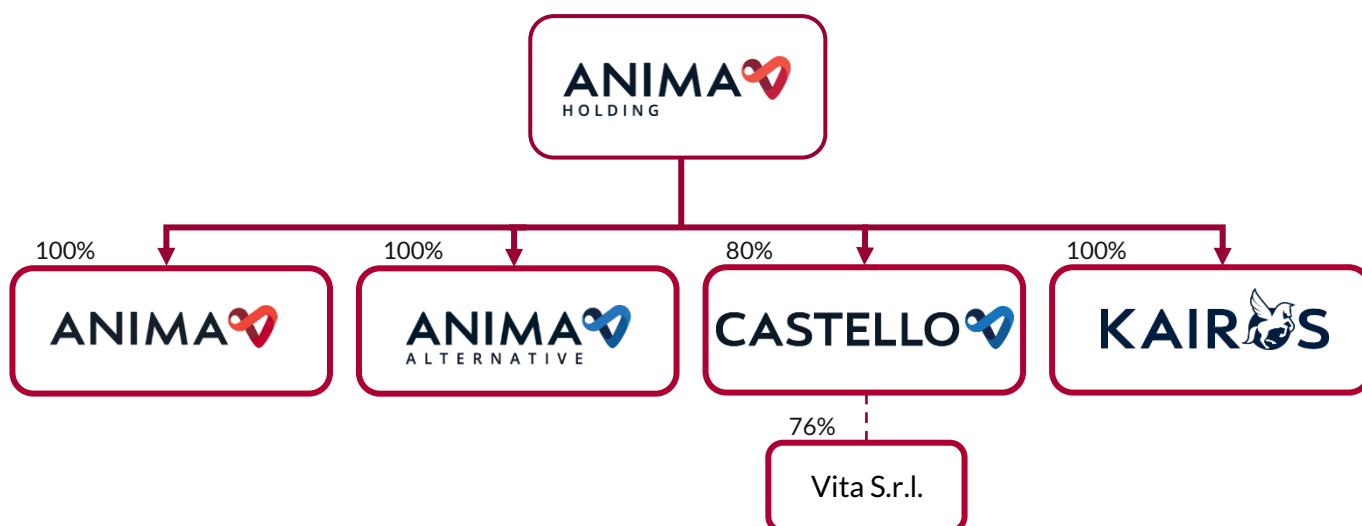 ANIMA
HOLDING
100%
100%
80%
100%
ANIMA
ANIMA
ALTERNATIVE
CASTELLO
KAIROS
76%
Vita S.r.l.